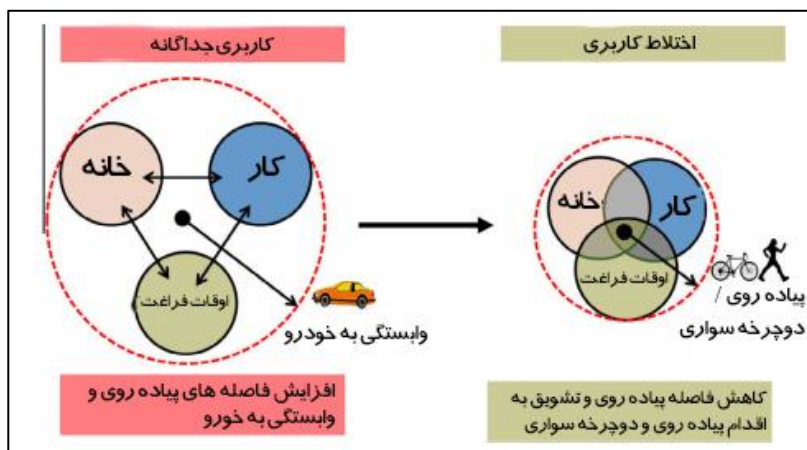 کاربری جداگانه
اختلاط کاربری
خانه
کار
اوقات فراغت
وابستگی به خودرو
خانه
کار
اوقات فراغت
پیاده روی /
دوچرخه سواری
افزایش فاصله های پیاده روی و
وابستگی به خورو
کاهش فاصله پیاده روی و تشویق به
اقدام پیاده روی و دوچرخه سواری